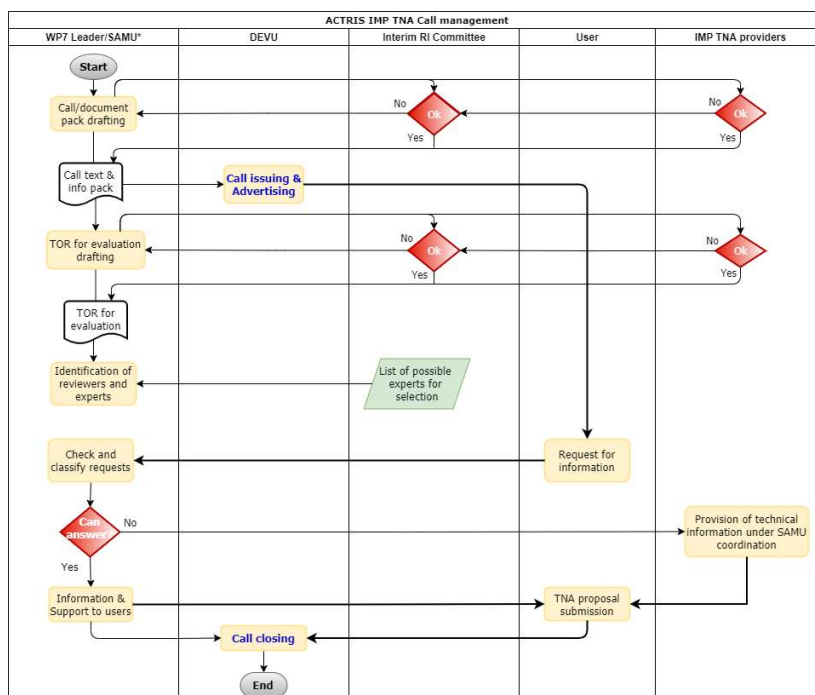 ACTRIS IMP TNA Call management
WP7 Leader/SAMU*
DEVU
Interim RI Committee
User
IMP TNA providers
Start
Call/document
pack drafting
No
Ok
Yes
No
Ok
Yes
Call text &
info pack
Call issuing &
Advertising
TOR for evaluation
drafting
No
Ok
Yes
No
Ok
Yes
TOR for
evaluation
Identification of
reviewers and
experts
List of possible
experts for
selection
Check and
classify requests
Request for
information
Can
answer?
No
Yes
Provision of technical
information under SAMU
coordination
Information &
Support to users
TNA proposal
submission
Call closing
End